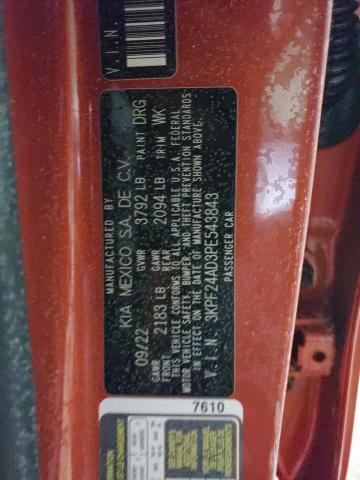 V.I.N.
MANUFACTURED BY
KIA MEXICO S.A. DE C.V.
09/22 GVWR 3792 LB PAINT DRG
GAWR FRONT 2183 LB GAWR REAR 2094 LB TRIM WK
THIS VEHICLE CONFORMS TO ALL APPLICABLE U.S.A. FEDERAL
MOTOR VEHICLE SAFETY, BUMPER, AND THEFT PREVENTION STANDARDS
IN EFFECT ON THE DATE OF MANUFACTURE SHOWN ABOVE.
V.I.N. 3KPF24AD3PE543843
PASSENGER CAR
7610